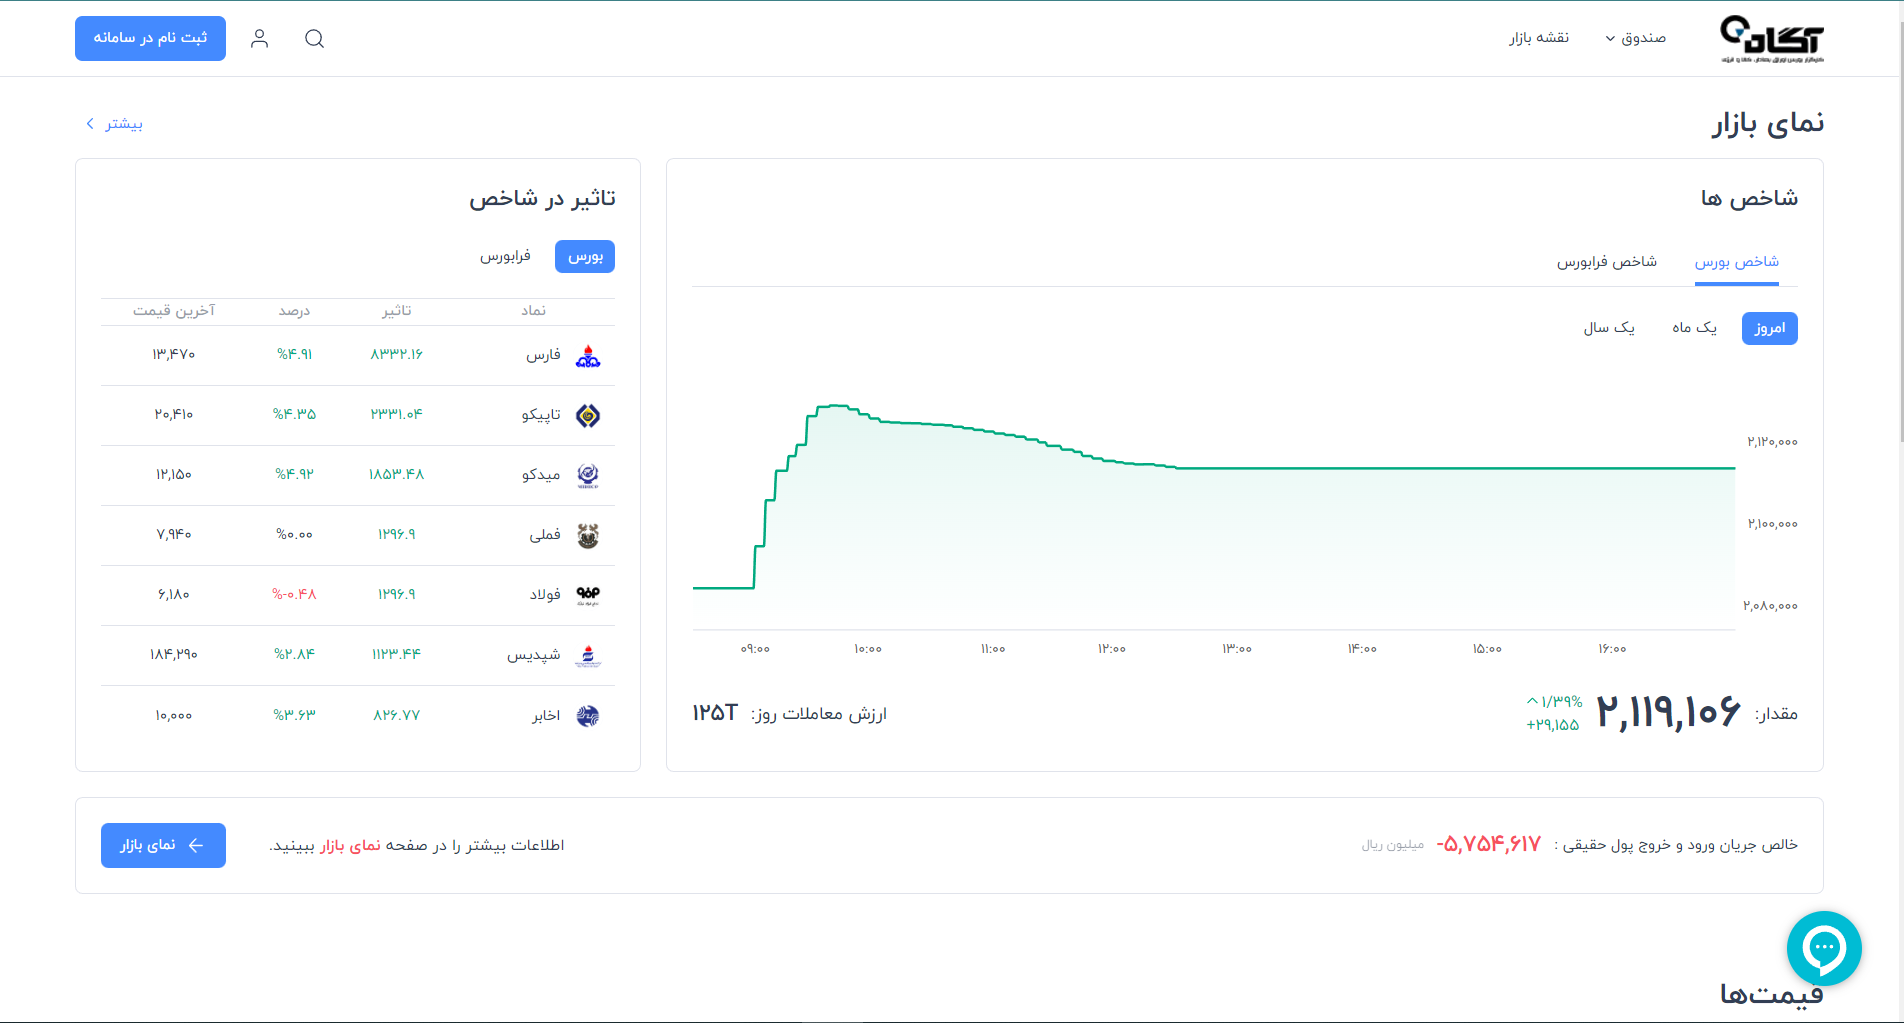 آگاه
صندوق
نقشه بازار
ثبت نام در سامانه
نمای بازار
بیشتر
شاخص ها
شاخص بورس
شاخص فرابورس
امروز
یک ماه
یک سال
۲,۱۲۰,۰۰۰
۲,۱۰۰,۰۰۰
۲,۰۸۰,۰۰۰
۰۹:۰۰ ۱۰:۰۰ ۱۱:۰۰ ۱۲:۰۰ ۱۳:۰۰ ۱۴:۰۰ ۱۵:۰۰ ۱۶:۰۰
مقدار: ۲,۱۱۹,۱۰۶
۱/۳۹%
+۲۹,۱۵۵
ارزش معاملات روز: ۱۲۵T
تاثیر در شاخص
بورس
فرابورس
نماد تاثیر درصد آخرین قیمت
فارس ۸۳۳۲.۱۶ %۴.۹۱ ۱۳,۴۷۰
تاپیکو ۲۳۳۱.۰۴ %۴.۳۵ ۲۰,۴۱۰
میدکو ۱۸۵۳.۴۸ %۴.۹۲ ۱۲,۱۵۰
فملی ۱۲۹۶.۹ %۰.۰۰ ۷,۹۴۰
فولاد ۱۲۹۶.۹ %-۰.۴۸ ۶,۱۸۰
شپدیس ۱۱۲۳.۴۴ %۲.۸۴ ۱۸۴,۲۹۰
اخابر ۸۲۶.۷۷ %۳.۶۳ ۱۰,۰۰۰
خالص جریان ورود و خروج پول حقیقی : -۵,۷۵۴,۶۱۷ میلیون ریال
اطلاعات بیشتر را در صفحه نمای بازار ببینید.
نمای بازار
قیمت‌ها